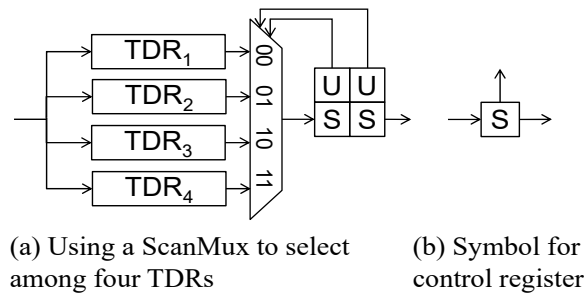 TDR1
TDR2
TDR3
TDR4
00
01
10
11
U U
S S
S
(a) Using a ScanMux to select
among four TDRs
(b) Symbol for
control register